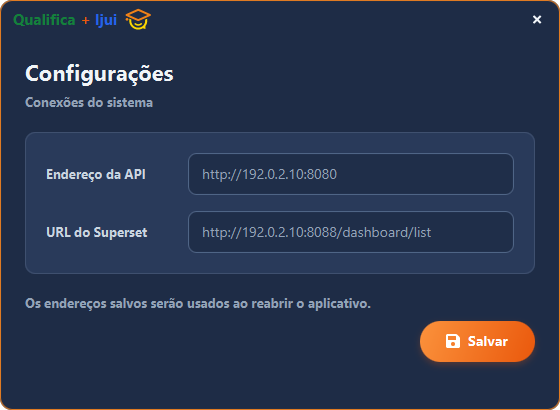 Qualifica + Ijui
Configurações
Conexões do sistema
Endereço da API
http://192.0.2.10:8080
URL do Superset
http://192.0.2.10:8088/dashboard/list
Os endereços salvos serão usados ao reabrir o aplicativo.
Salvar